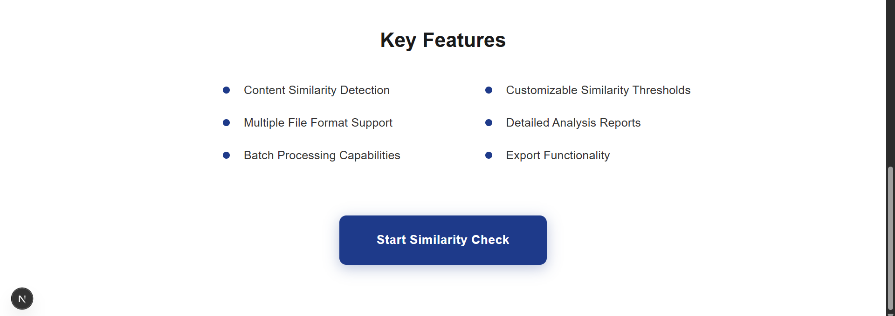 Key Features
Content Similarity Detection
Customizable Similarity Thresholds
Multiple File Format Support
Detailed Analysis Reports
Batch Processing Capabilities
Export Functionality
Start Similarity Check
N